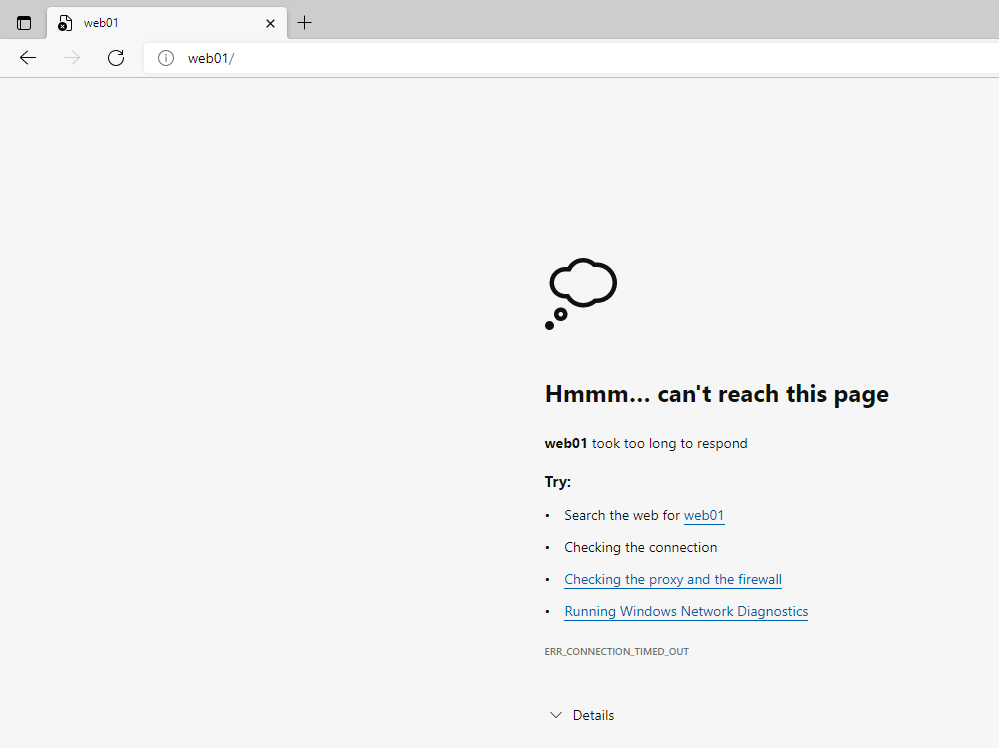 web01
web01/
Hmmm... can't reach this page
web01 took too long to respond
Try:
• Search the web for web01
• Checking the connection
• Checking the proxy and the firewall
• Running Windows Network Diagnostics
ERR_CONNECTION_TIMED_OUT
Details